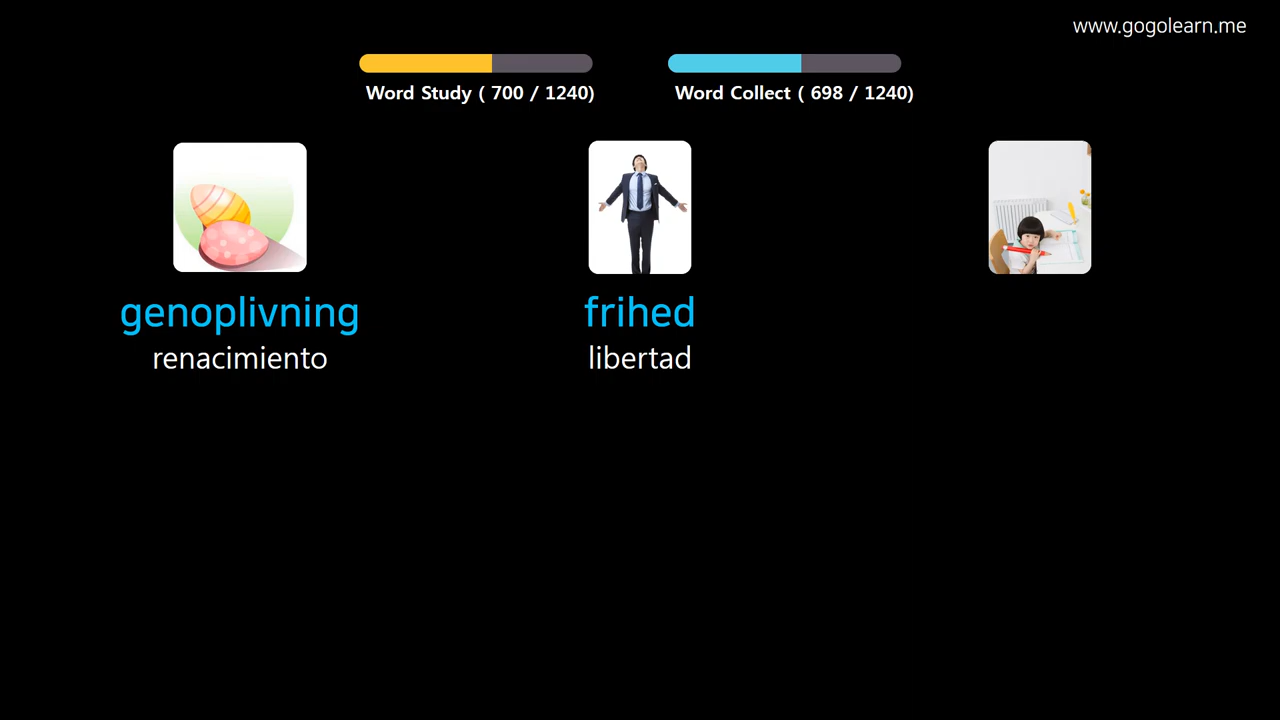 www.gogolearn.me
Word Study ( 700 / 1240)
Word Collect ( 698 / 1240)
genoplivning
frihed
renacimiento
libertad